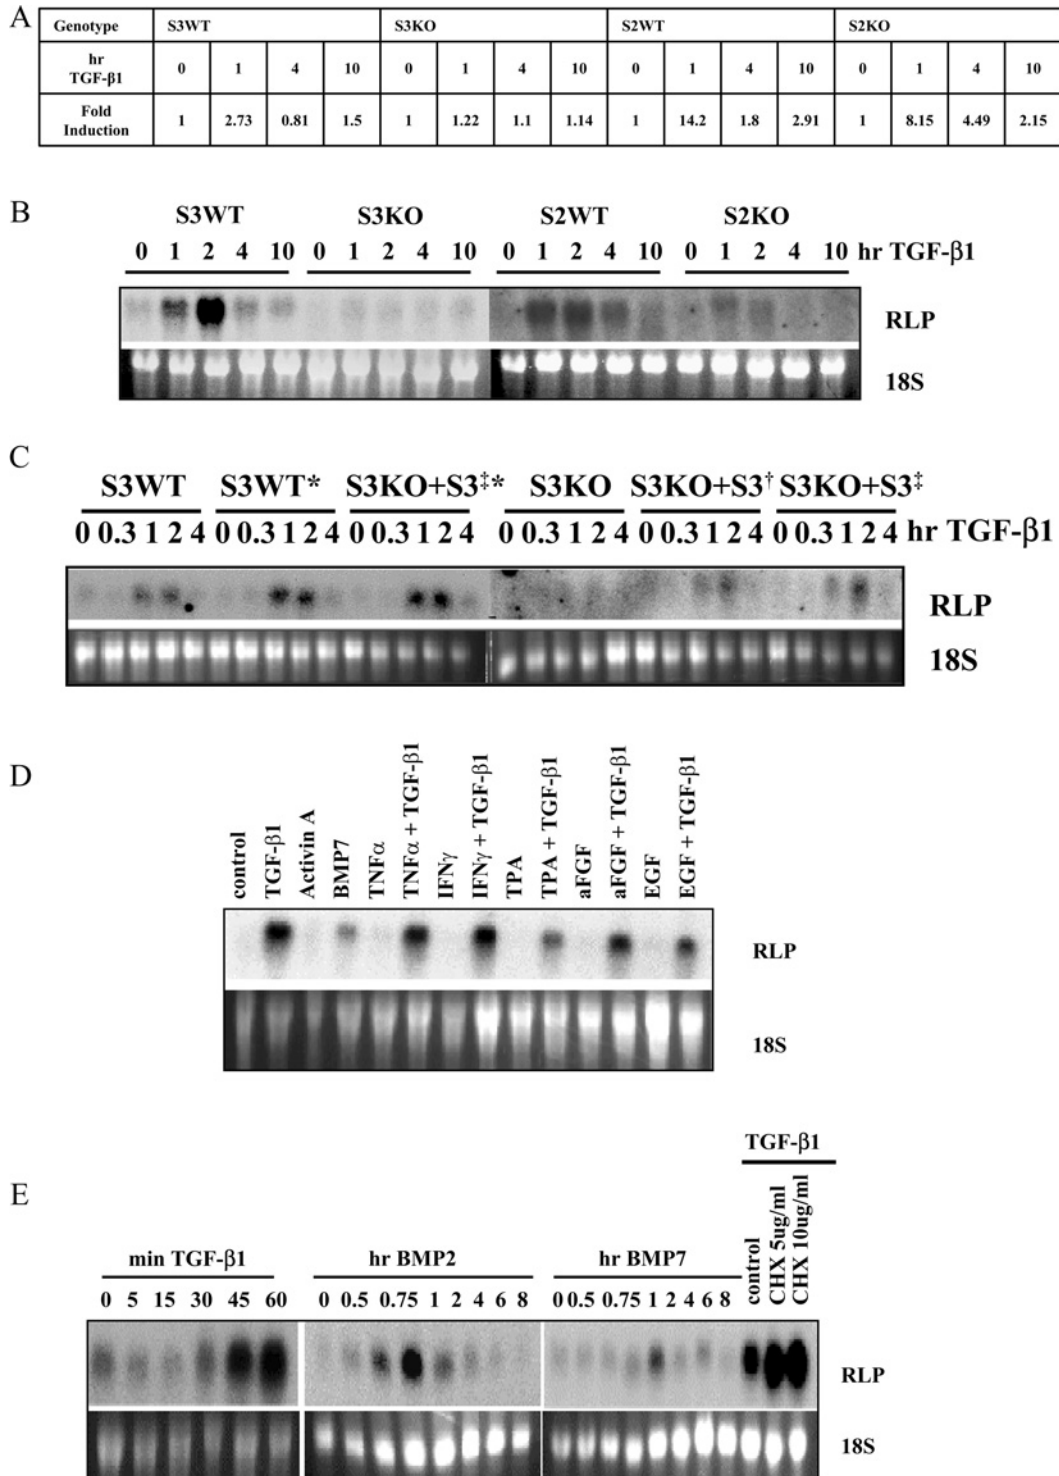 A
Genotype S3WT S3KO S2WT S2KO
hr TGF-β1 0 1 4 10 0 1 4 10 0 1 4 10 0 1 4 10
Fold Induction 1 2.73 0.81 1.5 1 1.22 1.1 1.14 1 14.2 1.8 2.91 1 8.15 4.49 2.15
B
S3WT S3KO S2WT S2KO
0 1 2 4 10 0 1 2 4 10 0 1 2 4 10 0 1 2 4 10 hr TGF-β1
RLP
18S
C
S3WT S3WT* S3KO+S3‡* S3KO S3KO+S3† S3KO+S3‡
0 0.3 1 2 4 0 0.3 1 2 4 0 0.3 1 2 4 0 0.3 1 2 4 0 0.3 1 2 4 0 0.3 1 2 4 hr TGF-β1
RLP
18S
D
control
TGF-β1
Activin A
BMP7
TNFα
TNFα + TGF-β1
IFNγ
IFNγ + TGF-β1
TPA
TPA + TGF-β1
aFGF
aFGF + TGF-β1
EGF
EGF + TGF-β1
RLP
18S
E
TGF-β1
control
CHX 5ug/ml
CHX 10ug/ml
min TGF-β1 hr BMP2 hr BMP7
0 5 15 30 45 60 0 0.5 0.75 1 2 4 6 8 0 0.5 0.75 1 2 4 6 8
RLP
18S